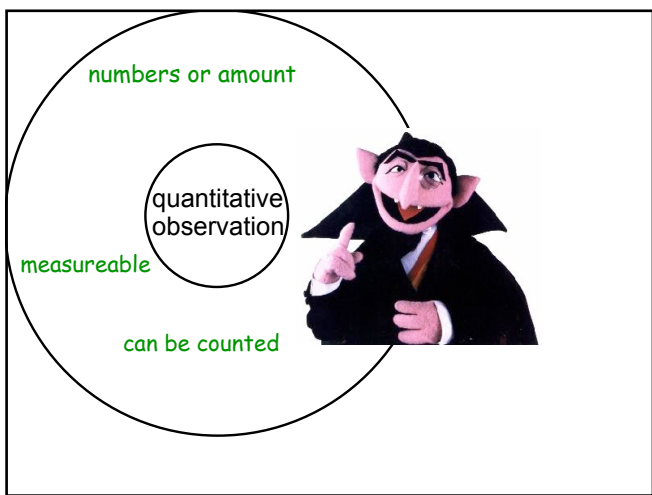 numbers or amount
quantitative
observation
measureable
can be counted